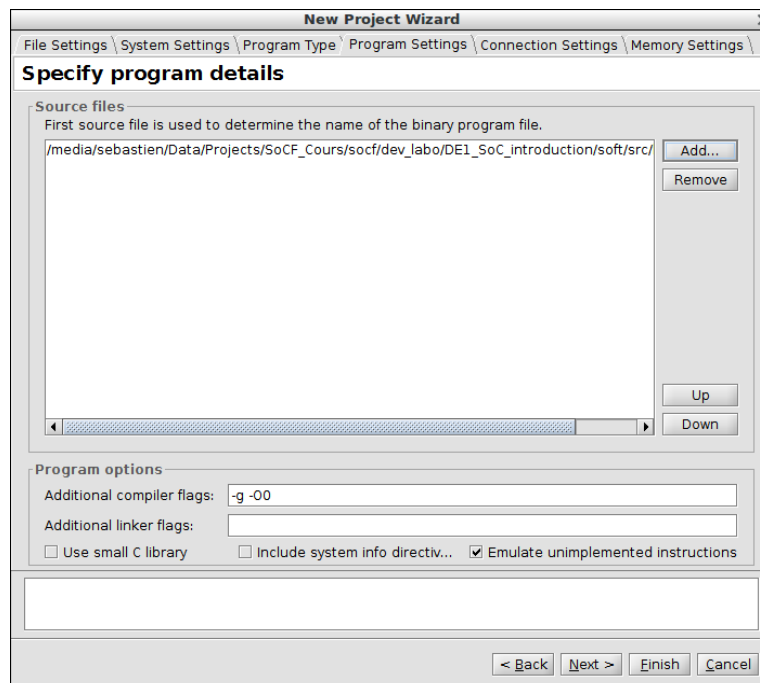 New Project Wizard
File Settings System Settings Program Type Program Settings Connection Settings Memory Settings
Specify program details
Source files
First source file is used to determine the name of the binary program file.
/media/sebastien/Data/Projects/SoCF_Cours/socf/dev_labo/DE1_SoC_introduction/soft/src/
Add...
Remove
Up
Down
Program options
Additional compiler flags: -g -O0
Additional linker flags:
Use small C library Include system info directiv... Emulate unimplemented instructions
< Back Next > Finish Cancel